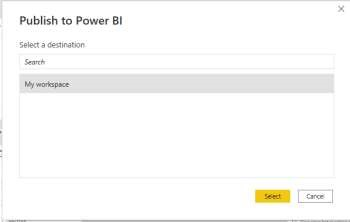 Publish to Power BI
Select a destination
Search
My workspace
Select
Cancel